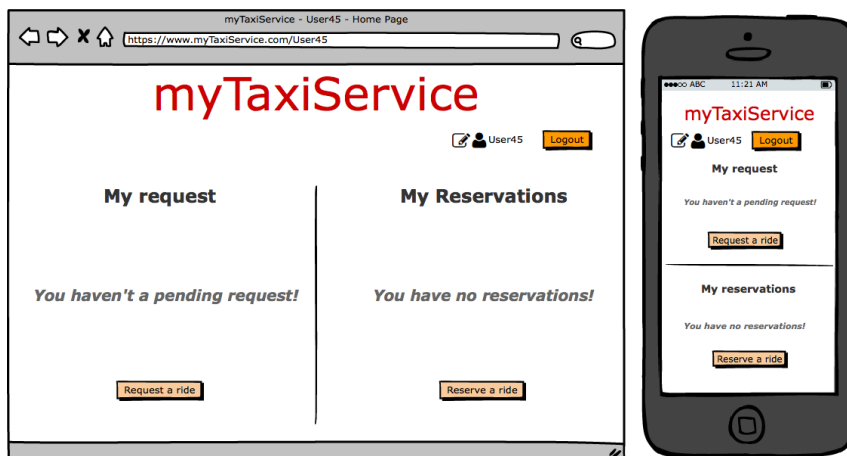 myTaxiService - User45 - Home Page
https://www.myTaxiService.com/User45
myTaxiService
User45 Logout
My request My Reservations
You haven't a pending request! You have no reservations!
Request a ride Reserve a ride
ABC 11:21 AM
myTaxiService
User45 Logout
My request
You haven't a pending request!
Request a ride
My reservations
You have no reservations!
Reserve a ride